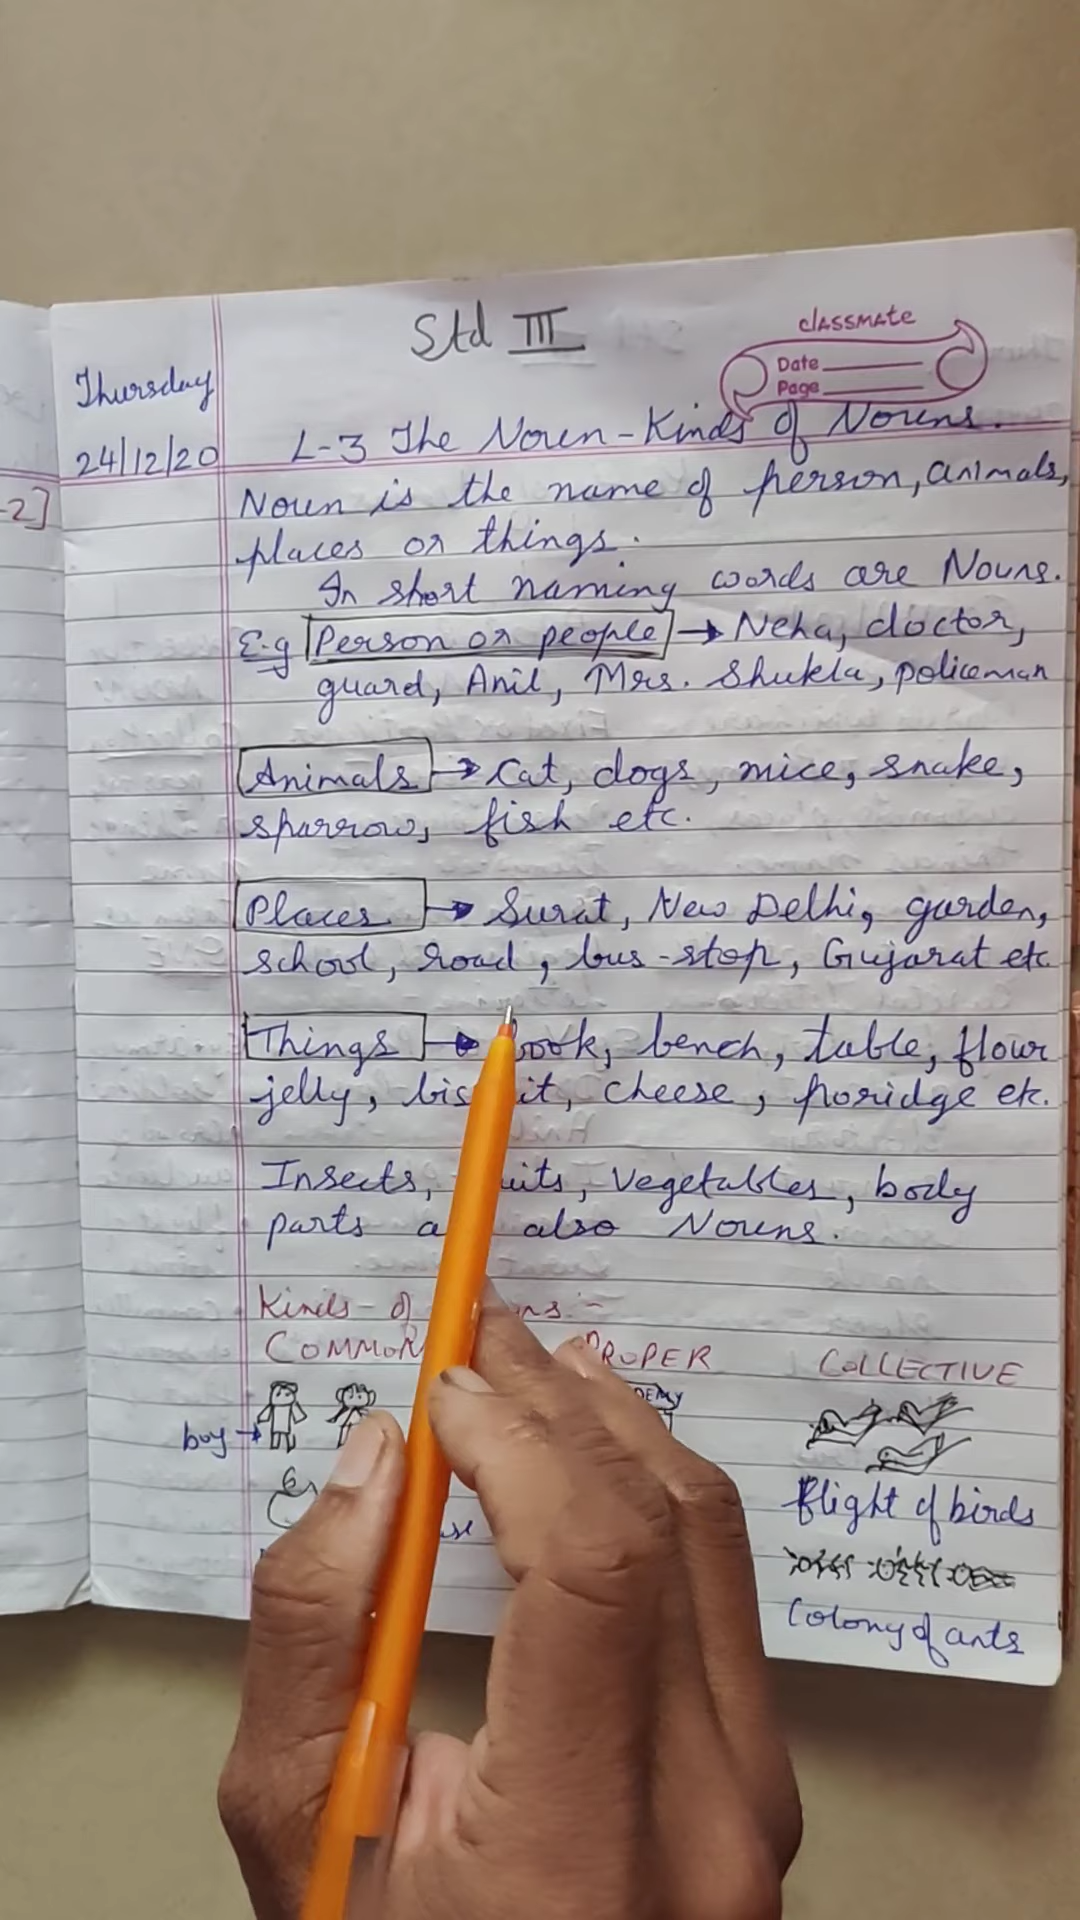 Std III
classmate
Date
Page
Thursday
24/12/20
L-3 The Noun-Kinds of Nouns.
-2]
Noun is the name of person, animals,
places or things.
In short naming words are Nouns.
E.g Person or people → Neha, doctor,
guard, Anil, Mrs. Shukla, policeman
Animals → Cat, dogs, mice, snake,
sparrow, fish etc.
Places → Surat, New Delhi, garden,
school, road, bus-stop, Gujarat etc
Things → book, bench, table, flour
jelly, cheese, poridge etc.
Insects, vegetables, body
parts also Nouns.
Kinds of
COMMON PROPER COLLECTIVE
boy →
flight of birds
Colony of ants